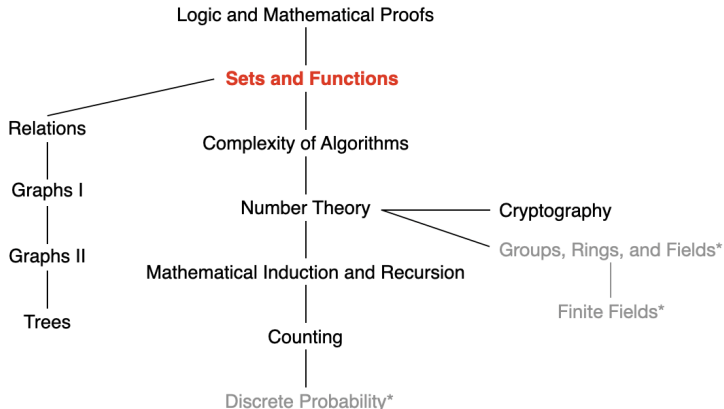 Logic and Mathematical Proofs
Sets and Functions
Relations
Complexity of Algorithms
Graphs I
Number Theory
Cryptography
Graphs II
Groups, Rings, and Fields*
Mathematical Induction and Recursion
Finite Fields*
Trees
Counting
Discrete Probability*